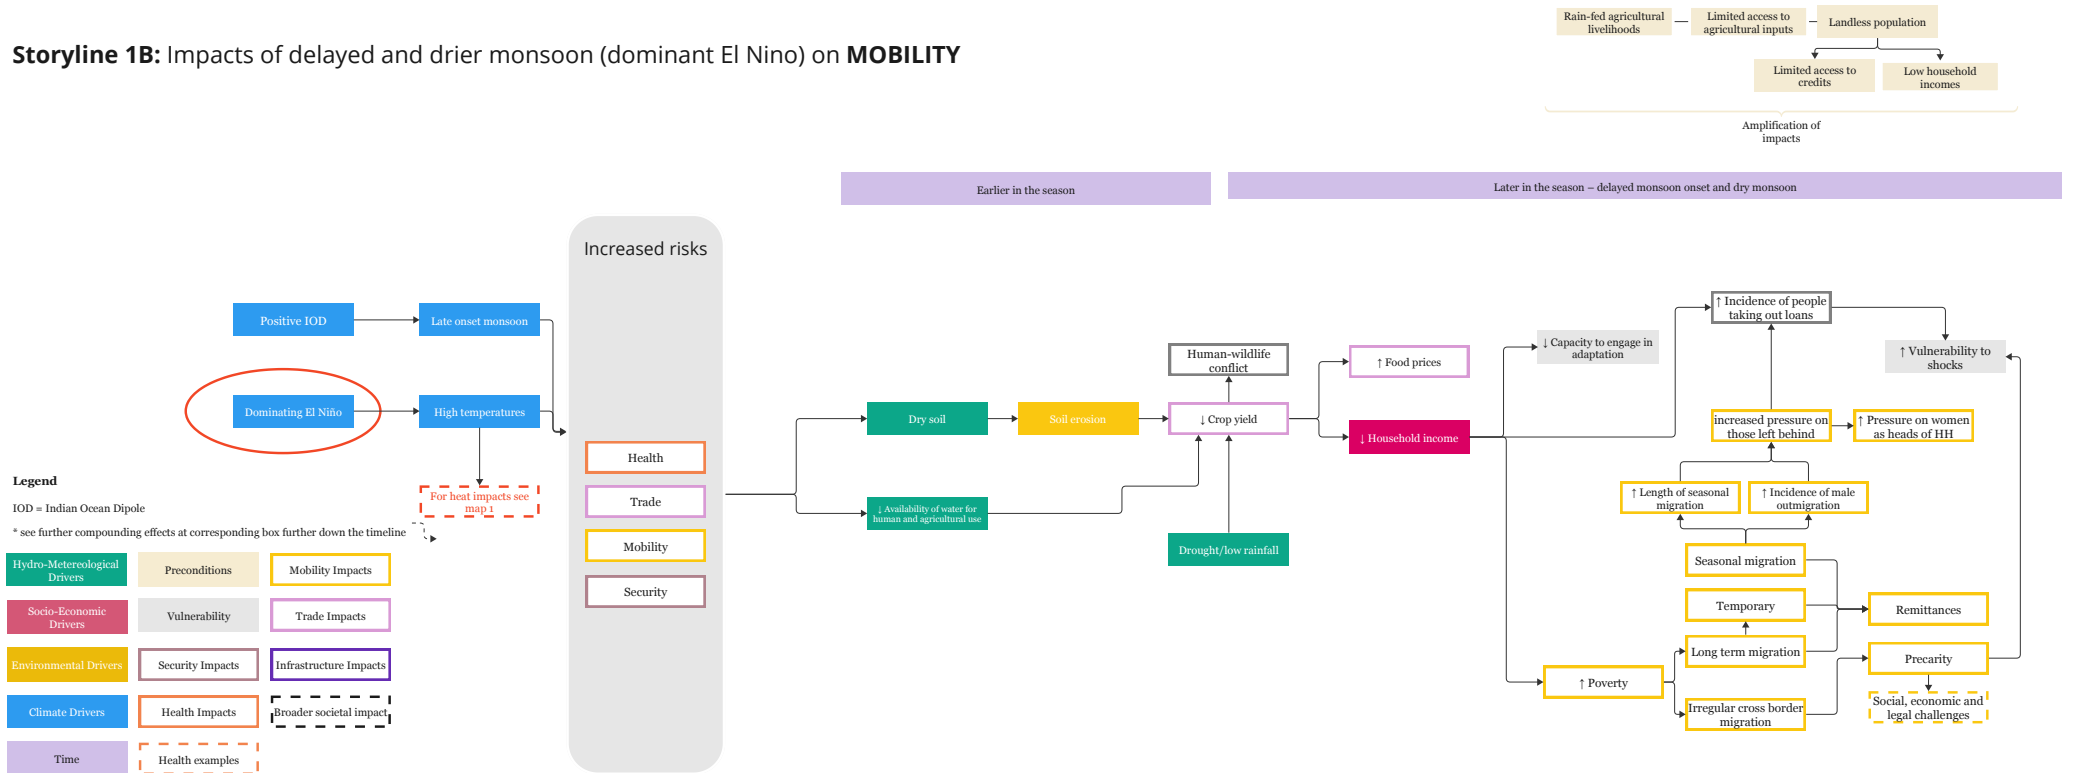 Storyline 1B: Impacts of delayed and drier monsoon (dominant El Nino) on MOBILITY
Rain-fed agricultural
livelihoods
Limited access to
agricultural inputs
Landless population
Limited access to
credits
Low household
incomes
Amplification of
impacts
Earlier in the season
Later in the season – delayed monsoon onset and dry monsoon
Increased risks
Positive IOD
Late onset monsoon
Dominating El Niño
High temperatures
For heat impacts see
map 1
Health
Trade
Mobility
Security
Dry soil
Soil erosion
↓ Availability of water for
human and agricultural use
Human-wildlife
conflict
↓ Crop yield
Drought/low rainfall
↑ Food prices
↓ Household income
↓ Capacity to engage in
adaptation
↑ Incidence of people
taking out loans
↑ Vulnerability to
shocks
increased pressure on
those left behind
↑ Pressure on women
as heads of HH
↑ Length of seasonal
migration
↑ Incidence of male
outmigration
Seasonal migration
Temporary
Long term migration
Remittances
↑ Poverty
Irregular cross border
migration
Precarity
Social, economic and
legal challenges
Legend
IOD = Indian Ocean Dipole
* see further compounding effects at corresponding box further down the timeline
Hydro-Metereological
Drivers
Preconditions
Mobility Impacts
Socio-Economic
Drivers
Vulnerability
Trade Impacts
Environmental Drivers
Security Impacts
Infrastructure Impacts
Climate Drivers
Health Impacts
Broader societal impact
Time
Health examples